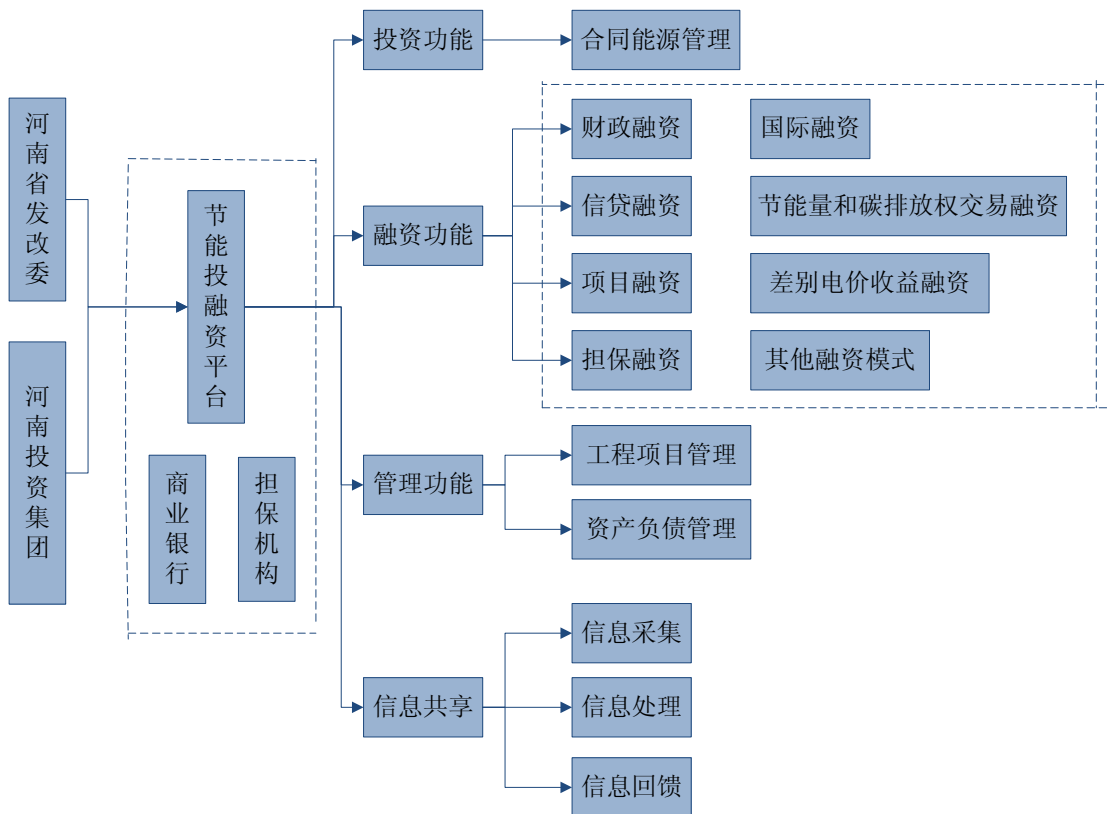 河南省发改委
河南投资集团
节能投融资平台
商业银行
担保机构
投资功能
合同能源管理
融资功能
财政融资
国际融资
信贷融资
节能量和碳排放权交易融资
项目融资
差别电价收益融资
担保融资
其他融资模式
管理功能
工程项目管理
资产负债管理
信息共享
信息采集
信息处理
信息回馈